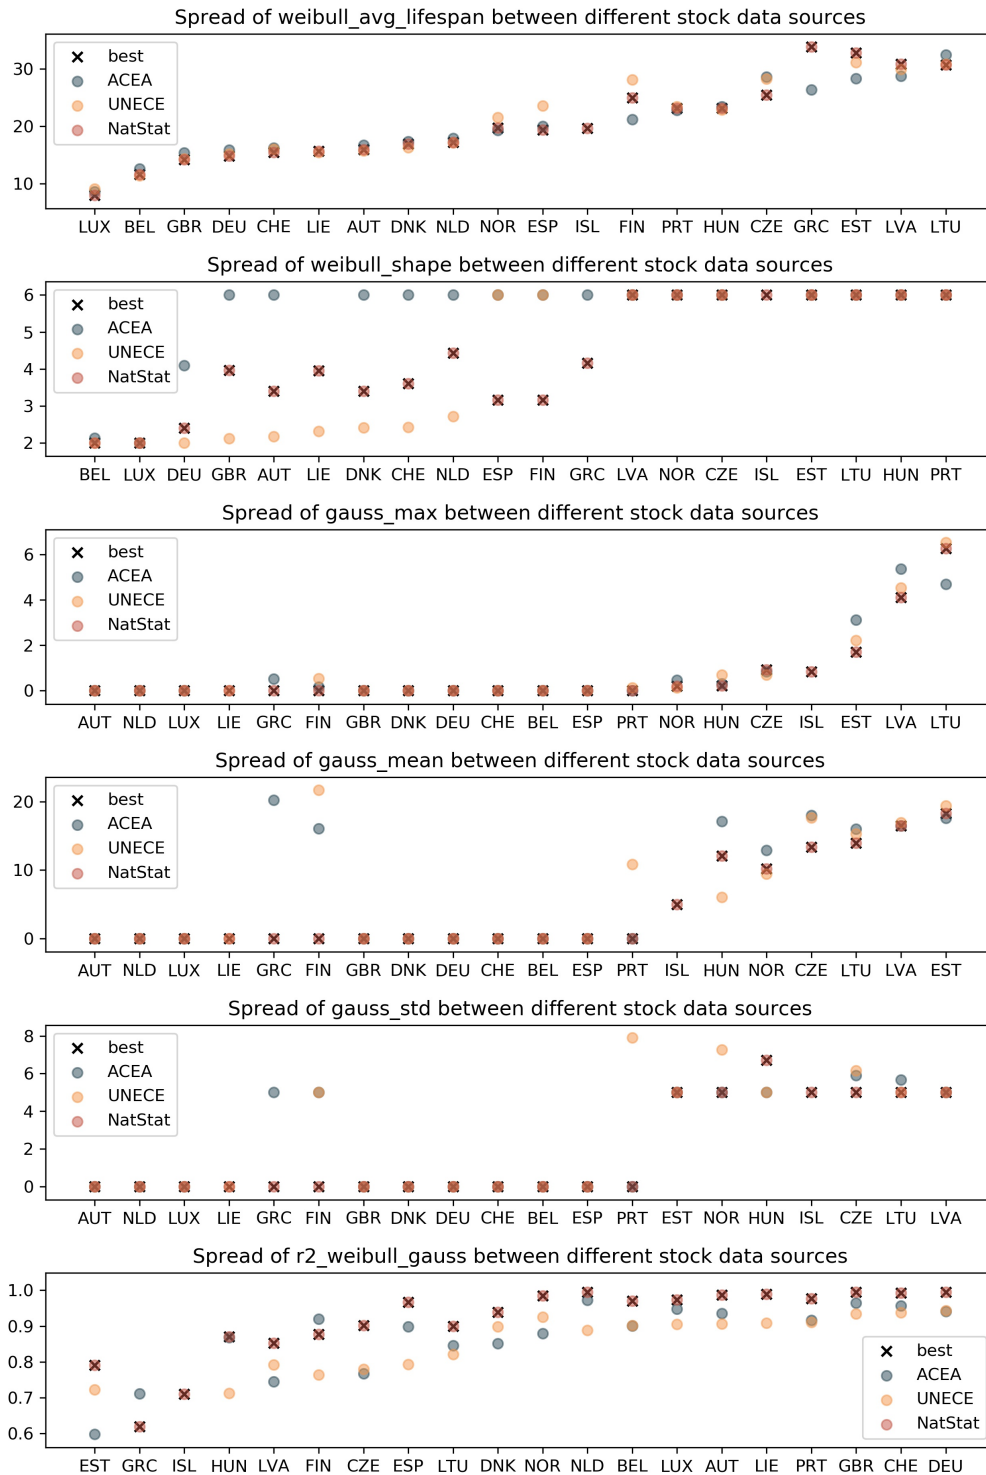 Spread of weibull_avg_lifespan between different stock data sources
best
ACEA
UNECE
NatStat
30
20
10
LUX BEL GBR DEU CHE LIE AUT DNK NLD NOR ESP ISL FIN PRT HUN CZE GRC EST LVA LTU
Spread of weibull_shape between different stock data sources
best
ACEA
UNECE
NatStat
6
5
4
3
2
BEL LUX DEU GBR AUT LIE DNK CHE NLD ESP FIN GRC LVA NOR CZE ISL EST LTU HUN PRT
Spread of gauss_max between different stock data sources
best
ACEA
UNECE
NatStat
6
4
2
0
AUT NLD LUX LIE GRC FIN GBR DNK DEU CHE BEL ESP PRT NOR HUN CZE ISL EST LVA LTU
Spread of gauss_mean between different stock data sources
best
ACEA
UNECE
NatStat
20
10
0
AUT NLD LUX LIE GRC FIN GBR DNK DEU CHE BEL ESP PRT ISL HUN NOR CZE LTU LVA EST
Spread of gauss_std between different stock data sources
best
ACEA
UNECE
NatStat
8
6
4
2
0
AUT NLD LUX LIE GRC FIN GBR DNK DEU CHE BEL ESP PRT EST NOR HUN ISL CZE LTU LVA
Spread of r2_weibull_gauss between different stock data sources
1.0
0.9
0.8
0.7
0.6
best
ACEA
UNECE
NatStat
EST GRC ISL HUN LVA FIN CZE ESP LTU DNK NOR NLD BEL LUX AUT LIE PRT GBR CHE DEU